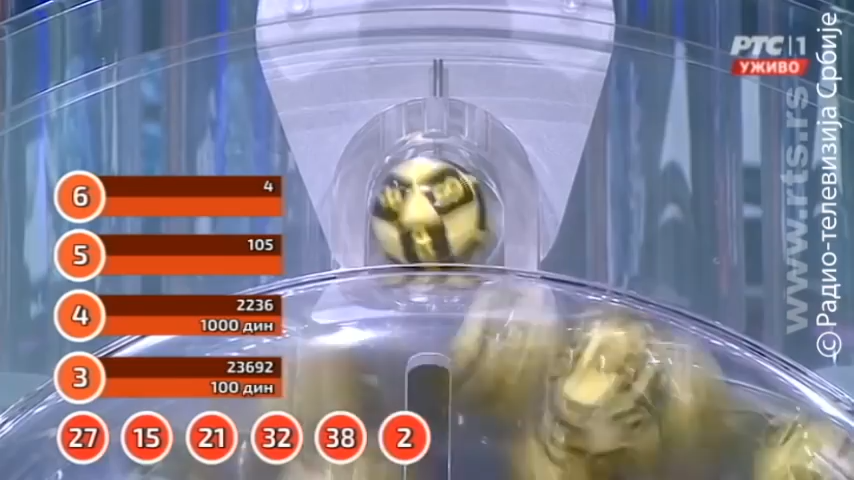 РТС|1
УЖИВО
© Радио-телевизија Србије
www.rts.rs
6 4
5 105
4 2236
1000 дин
3 23692
100 дин
27 15 21 32 38 2